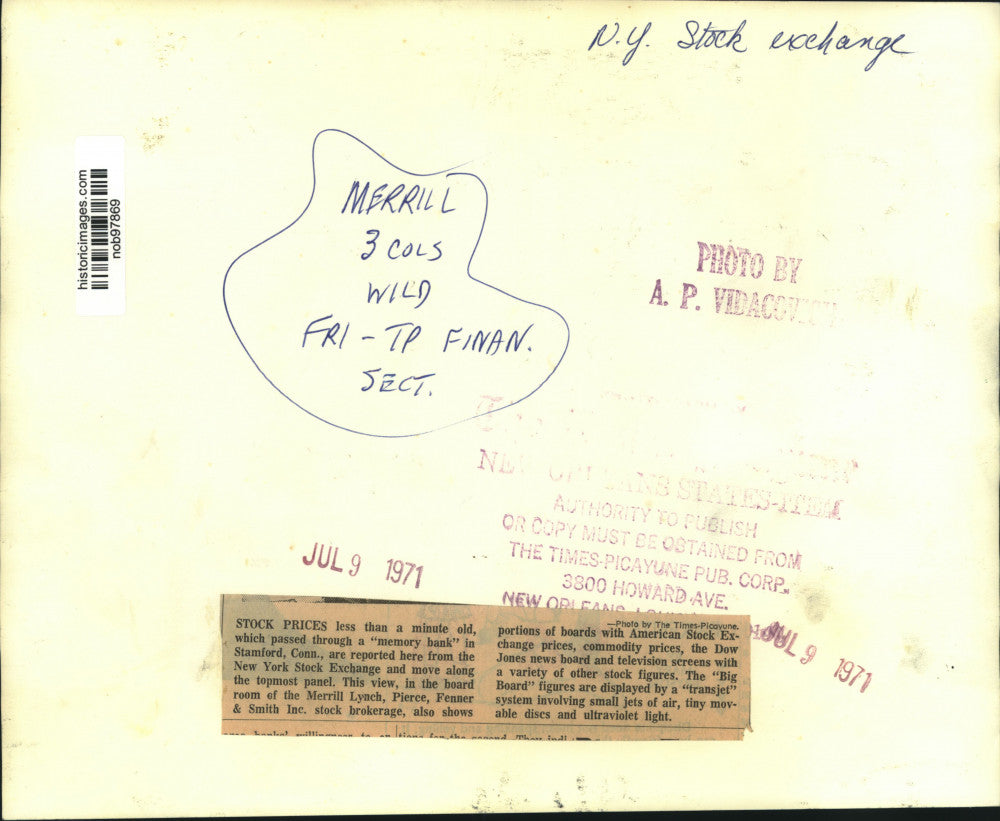 N.Y. Stock exchange
historicimages.com
nob97869
MERRILL
3 COLS
WILD
FRI - TP FINAN.
SECT.
PHOTO BY
A. P.
NEW ORLEANS STATES-ITEM
AUTHORITY TO PUBLISH
OR COPY MUST BE OBTAINED FROM
THE TIMES-PICAYUNE PUB. CORP.
3800 HOWARD AVE.
NEW ORLEANS,
JUL 9 1971
JUL 9 1971
—Photo by The Times-Picayune.
STOCK PRICES less than a minute old,
which passed through a "memory bank" in
Stamford, Conn., are reported here from the
New York Stock Exchange and move along
the topmost panel. This view, in the board
room of the Merrill Lynch, Pierce, Fenner
& Smith Inc. stock brokerage, also shows
portions of boards with American Stock Ex-
change prices, commodity prices, the Dow
Jones news board and television screens with
a variety of other stock figures. The "Big
Board" figures are displayed by a "transjet"
system involving small jets of air, tiny mov-
able discs and ultraviolet light.